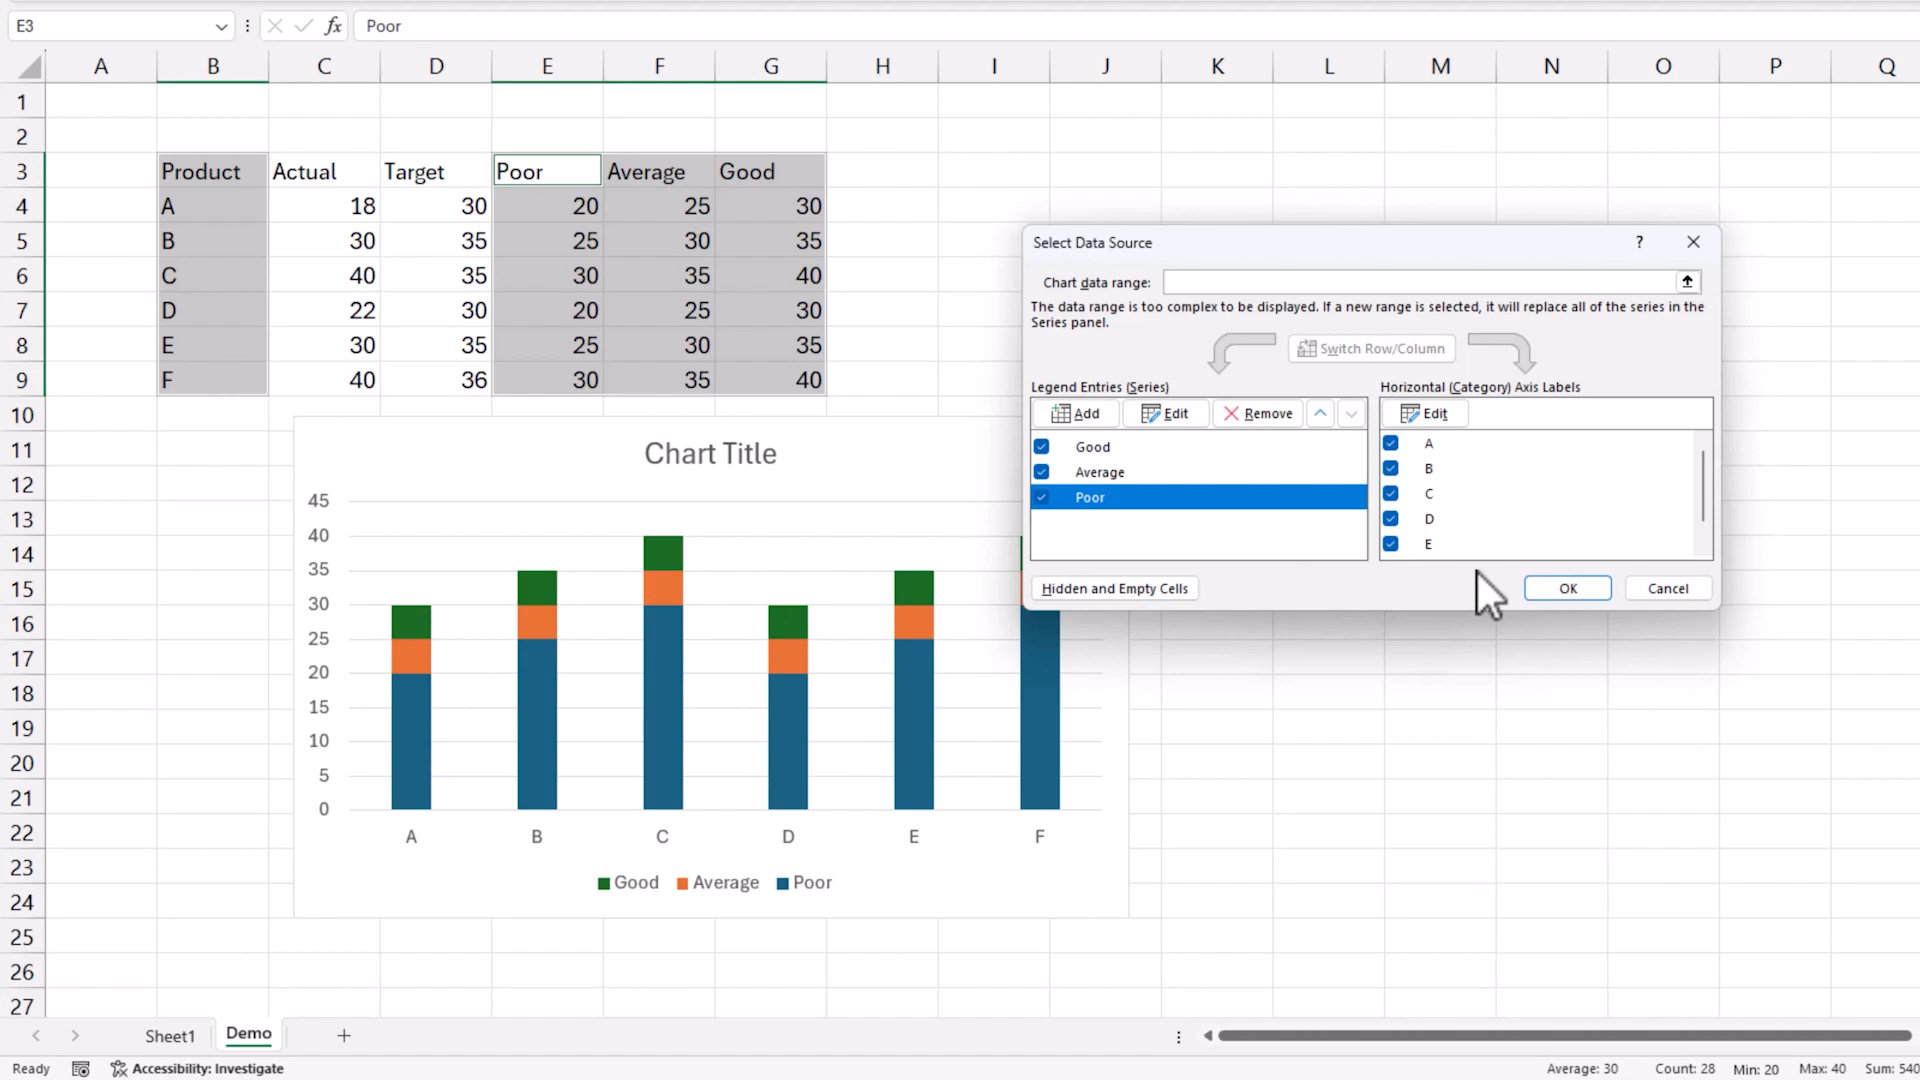 E3 fx Poor
A B C D E F G H I J K L M N O P Q
1
2
3 Product Actual Target Poor Average Good
4 A 18 30 20 25 30
5 B 30 35 25 30 35
6 C 40 35 30 35 40
7 D 22 30 20 25 30
8 E 30 35 25 30 35
9 F 40 36 30 35 40
10
11
12
13
14
15
16
17
18
19
20
21
22
23
24
25
26
27
Chart Title
45
40
35
30
25
20
15
10
5
0
A B C D E F
Good Average Poor
Select Data Source ?
Chart data range:
The data range is too complex to be displayed. If a new range is selected, it will replace all of the series in the
Series panel.
Switch Row/Column
Legend Entries (Series) Horizontal (Category) Axis Labels
Add Edit Remove Edit
Good
Average
Poor
A
B
C
D
E
Hidden and Empty Cells OK Cancel
Sheet1 Demo +
Ready Accessibility: Investigate Average: 30 Count: 28 Min: 20 Max: 40 Sum: 540